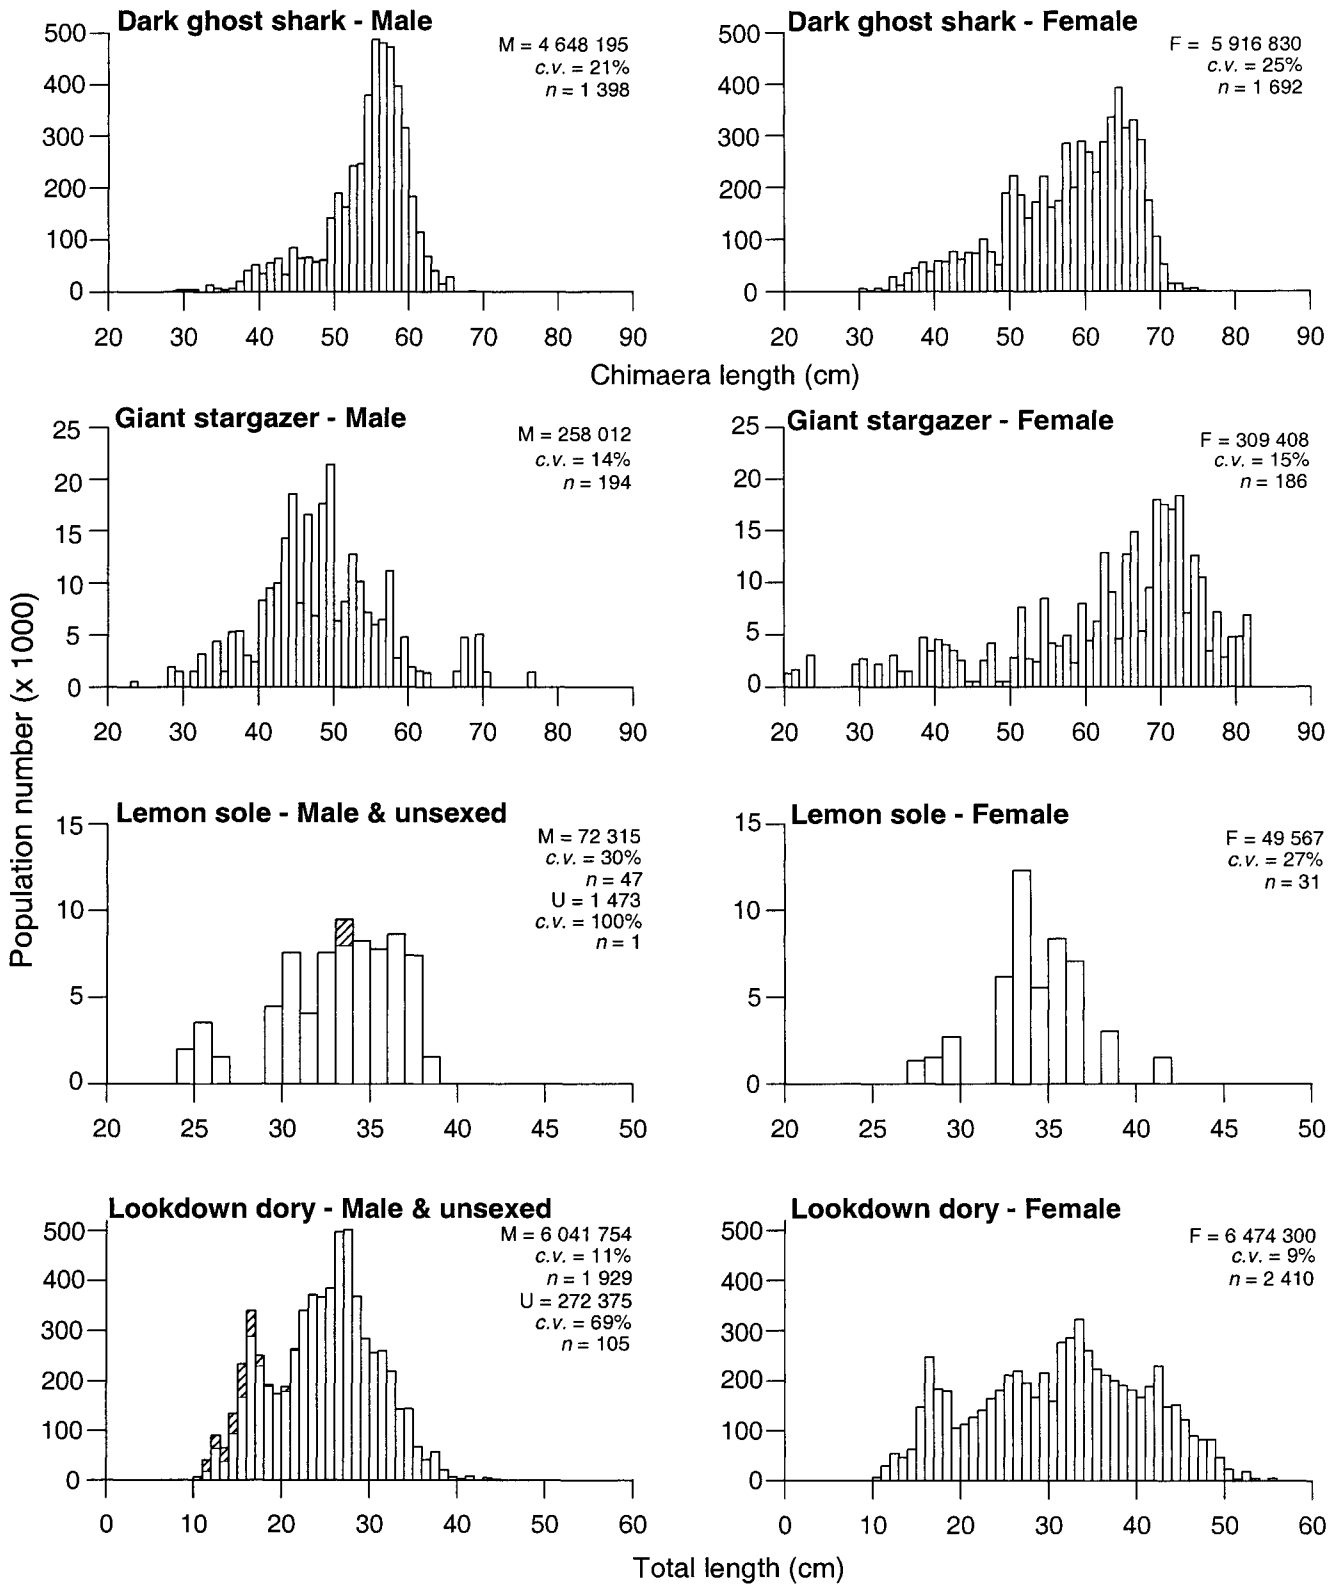 Dark ghost shark - Male
M = 4 648 195
c.v. = 21%
n = 1 398
500
400
300
200
100
0
20 30 40 50 60 70 80 90
Dark ghost shark - Female
F = 5 916 830
c.v. = 25%
n = 1 692
500
400
300
200
100
0
20 30 40 50 60 70 80 90
Chimaera length (cm)
Giant stargazer - Male
M = 258 012
c.v. = 14%
n = 194
25
20
15
10
5
0
20 30 40 50 60 70 80 90
Giant stargazer - Female
F = 309 408
c.v. = 15%
n = 186
25
20
15
10
5
0
20 30 40 50 60 70 80 90
Population number (x 1000)
Lemon sole - Male & unsexed
M = 72 315
c.v. = 30%
n = 47
U = 1 473
c.v. = 100%
n = 1
15
10
5
0
20 25 30 35 40 45 50
Lemon sole - Female
F = 49 567
c.v. = 27%
n = 31
15
10
5
0
20 25 30 35 40 45 50
Lookdown dory - Male & unsexed
M = 6 041 754
c.v. = 11%
n = 1 929
U = 272 375
c.v. = 69%
n = 105
500
400
300
200
100
0
0 10 20 30 40 50 60
Lookdown dory - Female
F = 6 474 300
c.v. = 9%
n = 2 410
500
400
300
200
100
0
0 10 20 30 40 50 60
Total length (cm)